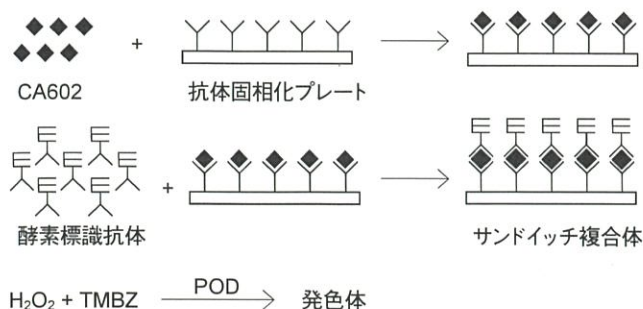 CA602
抗体固相化プレート
酵素標識抗体
サンドイッチ複合体
H₂O₂ + TMBZ
POD
発色体